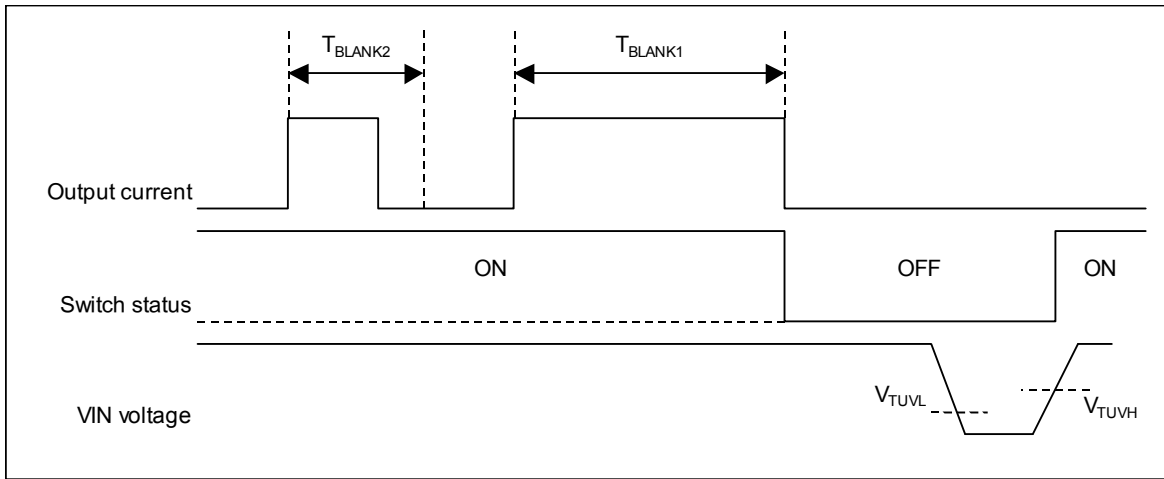 TBLANK2
TBLANK1
Output current
ON
OFF
ON
Switch status
VTUVL
VTUVH
VIN voltage